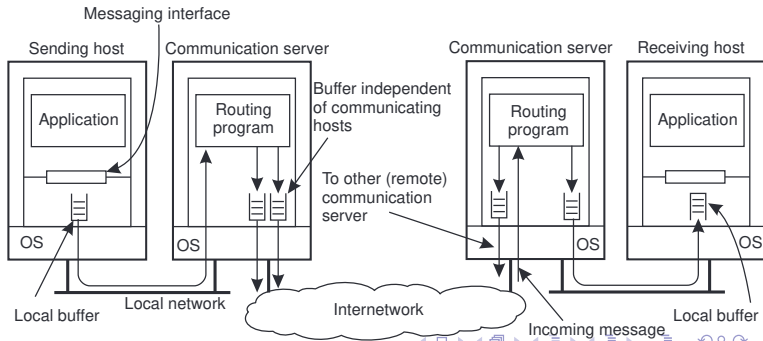 Messaging interface
Sending host
Communication server
Communication server
Receiving host
Application
Routing
program
Buffer independent
of communicating
hosts
Routing
program
Application
To other (remote)
communication
server
OS
OS
OS
OS
Local buffer
Local network
Internetwork
Incoming message
Local buffer